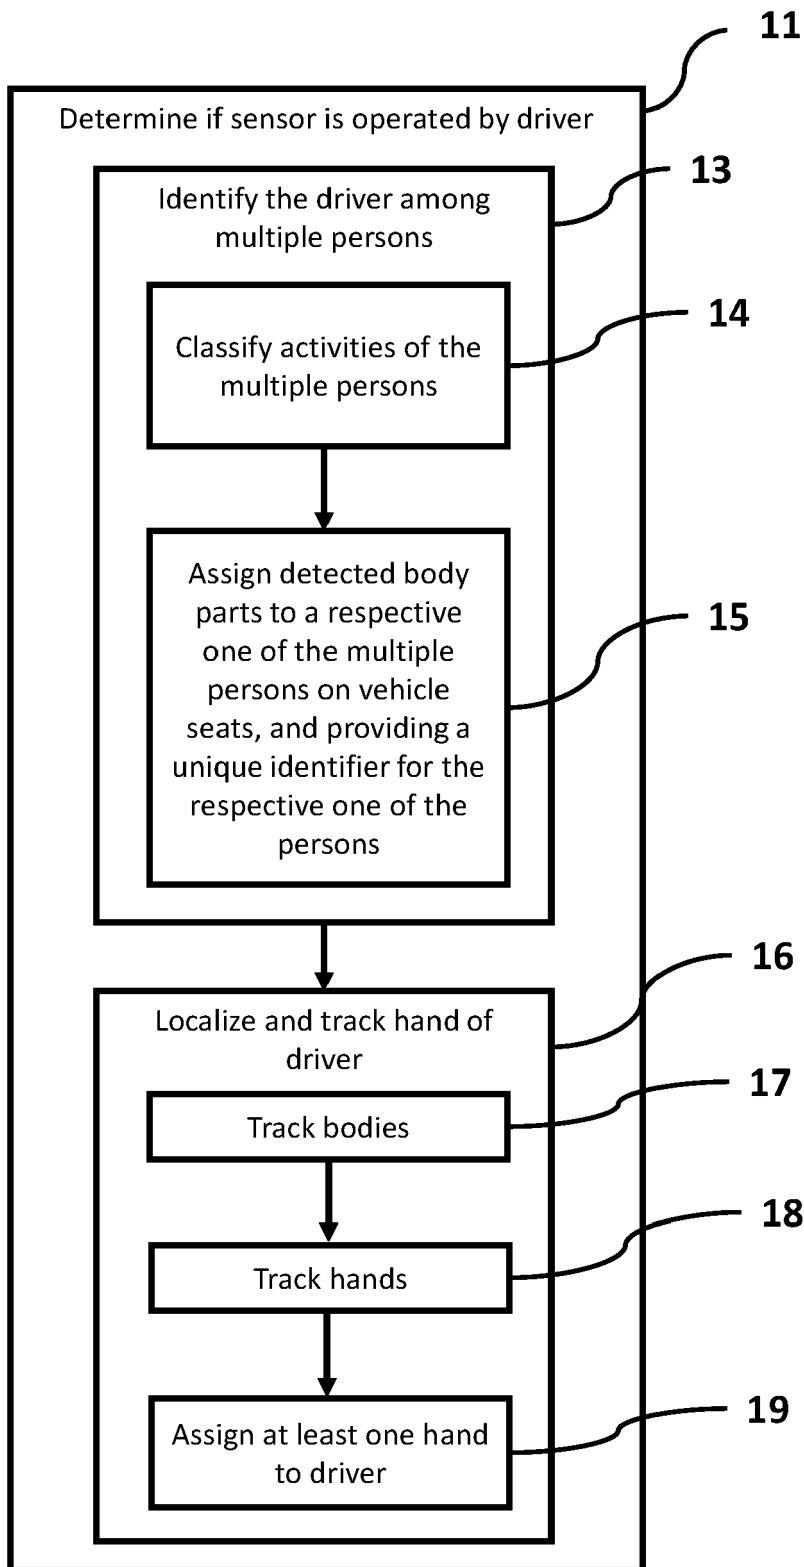 11
Determine if sensor is operated by driver
13
Identify the driver among
multiple persons
14
Classify activities of the
multiple persons
15
Assign detected body
parts to a respective
one of the multiple
persons on vehicle
seats, and providing a
unique identifier for the
respective one of the
persons
16
Localize and track hand of
driver
17
Track bodies
18
Track hands
19
Assign at least one hand
to driver